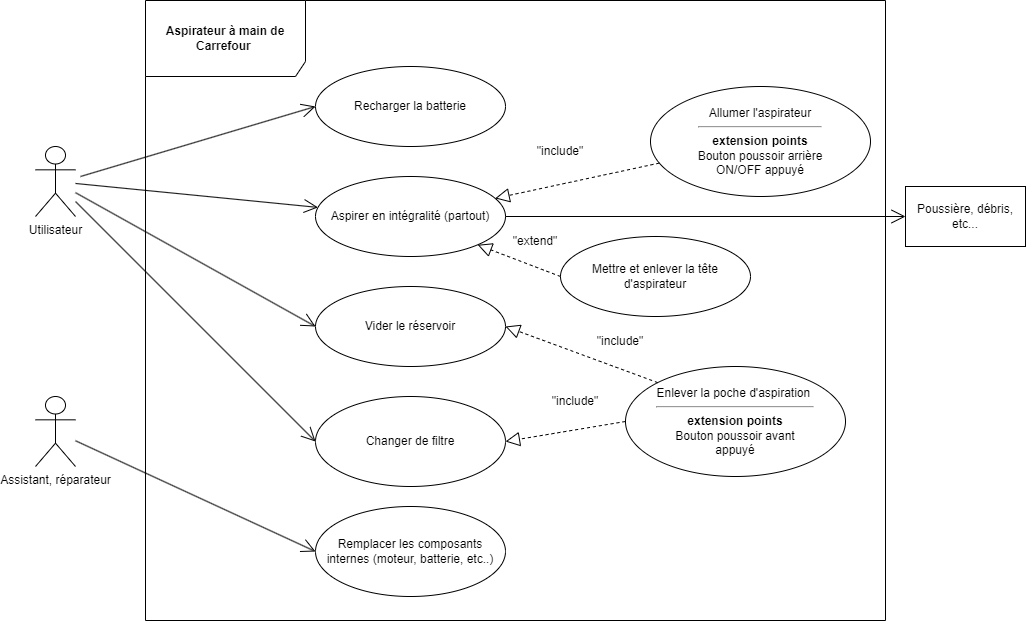 Aspirateur à main de
Carrefour
Recharger la batterie
Allumer l'aspirateur
extension points
Bouton poussoir arrière
ON/OFF appuyé
"include"
Aspirer en intégralité (partout)
Poussière, débris,
etc...
Utilisateur
"extend"
Mettre et enlever la tête
d'aspirateur
Vider le réservoir
"include"
Enlever la poche d'aspiration
extension points
Bouton poussoir avant
appuyé
"include"
Changer de filtre
Assistant, réparateur
Remplacer les composants
internes (moteur, batterie, etc..)